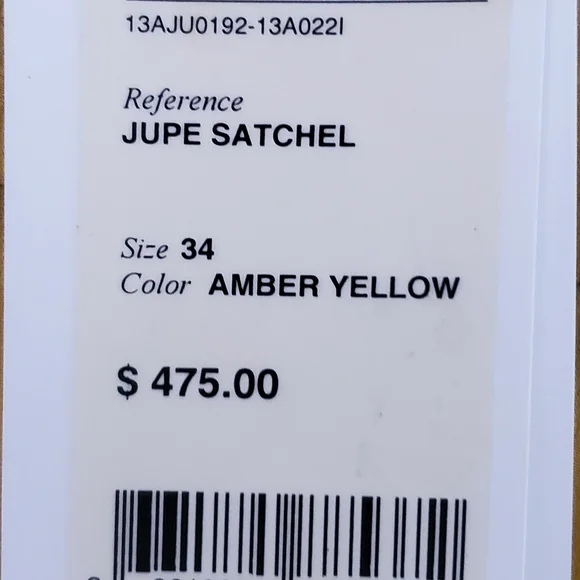 13AJU0192-13A022I
Reference
JUPE SATCHEL
Size 34
Color AMBER YELLOW
$ 475.00